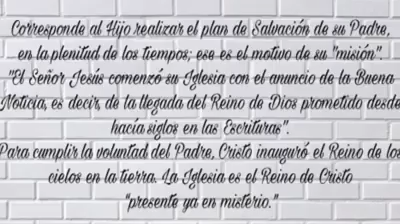 Corresponde al Hijo realizar el plan de Salvación de su Padre,
en la plenitud de los tiempos; ese es el motivo de su "misión".
"El Señor Jesús comenzó su Iglesia con el anuncio de la Buena
Noticia, es decir, de la llegada del Reino de Dios prometido desde
hacía siglos en las Escrituras".
Para cumplir la voluntad del Padre, Cristo inauguró el Reino de los
cielos en la tierra. La Iglesia es el Reino de Cristo
"presente ya en misterio."